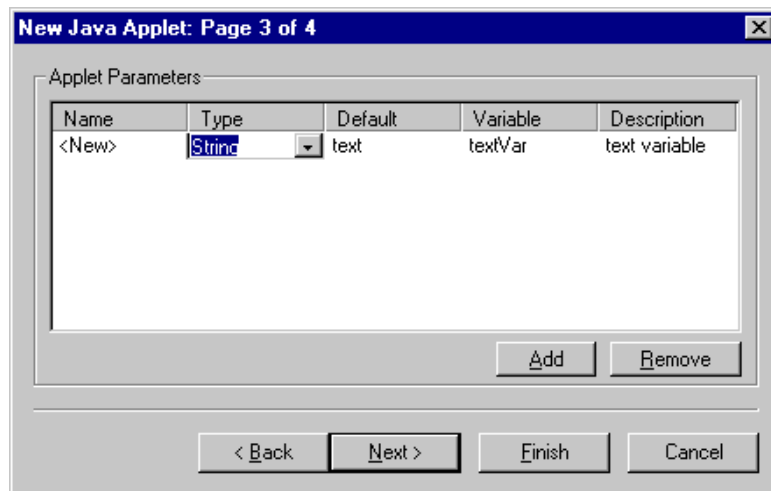 New Java Applet: Page 3 of 4
Applet Parameters
Name Type Default Variable Description
<New> String text textVar text variable
Add Remove
< Back Next > Finish Cancel